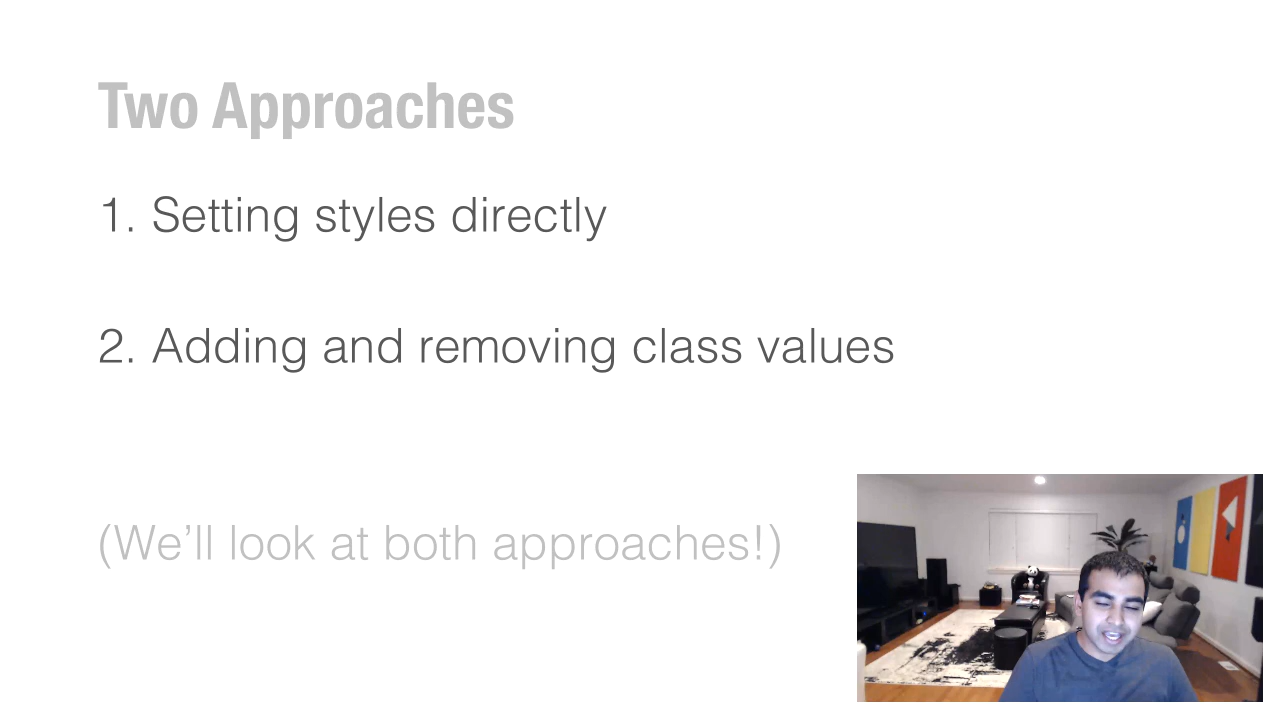 Two Approaches
1. Setting styles directly
2. Adding and removing class values
(We’ll look at both approaches!)